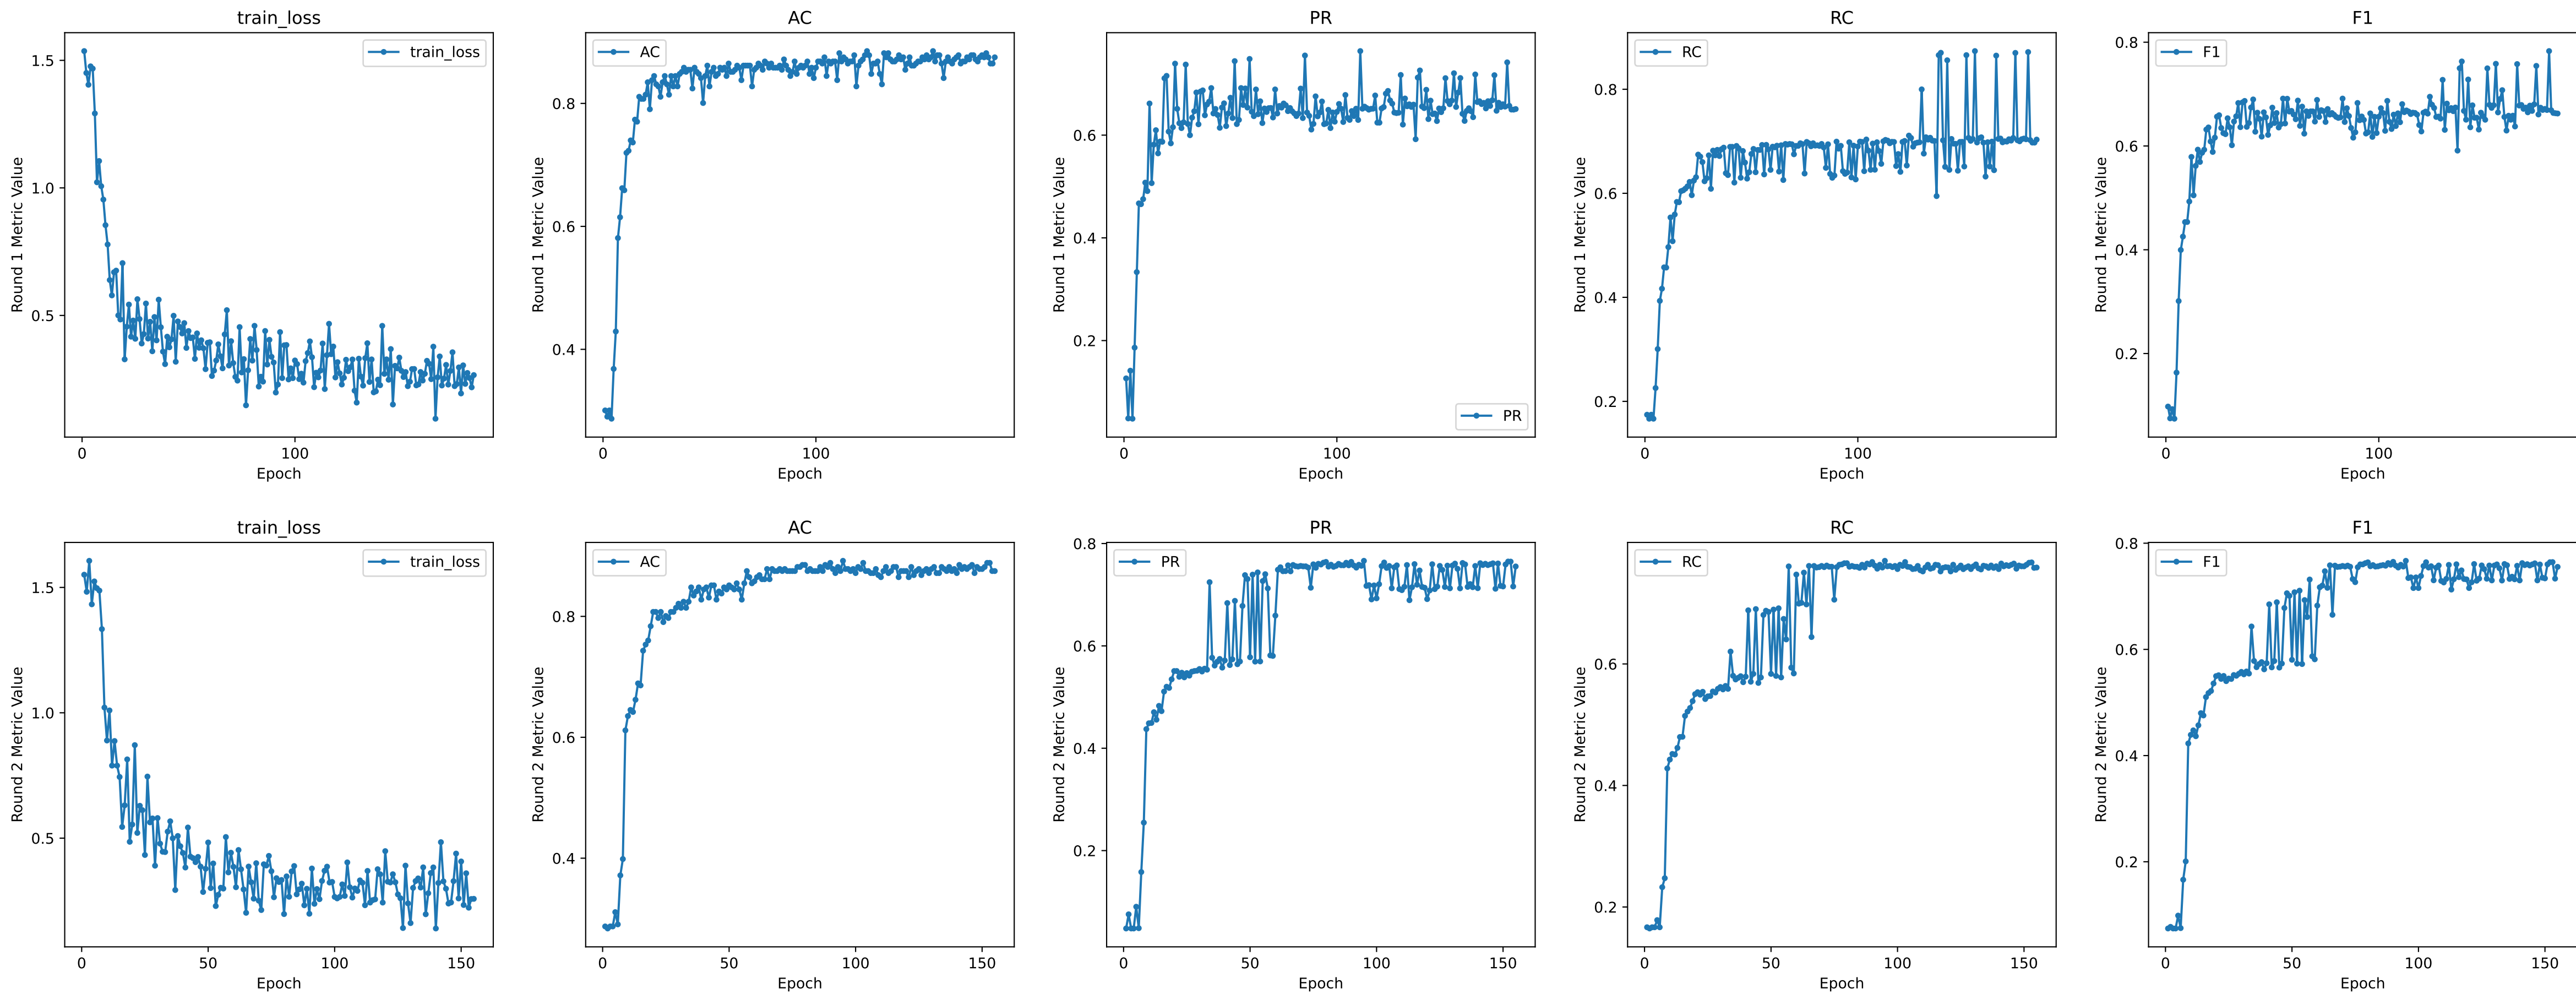 train_loss
AC
PR
RC
F1
Round 1 Metric Value
1.5
1.0
0.5
train_loss
0
100
Epoch
Round 1 Metric Value
0.8
0.6
0.4
AC
0
100
Epoch
Round 1 Metric Value
0.6
0.4
0.2
PR
0
100
Epoch
Round 1 Metric Value
0.8
0.6
0.4
0.2
RC
0
100
Epoch
Round 1 Metric Value
0.8
0.6
0.4
0.2
F1
0
100
Epoch
train_loss
AC
PR
RC
F1
Round 2 Metric Value
1.5
1.0
0.5
train_loss
0
50
100
150
Epoch
Round 2 Metric Value
0.8
0.6
0.4
AC
0
50
100
150
Epoch
Round 2 Metric Value
0.8
0.6
0.4
0.2
PR
0
50
100
150
Epoch
Round 2 Metric Value
0.6
0.4
0.2
RC
0
50
100
150
Epoch
Round 2 Metric Value
0.8
0.6
0.4
0.2
F1
0
50
100
150
Epoch